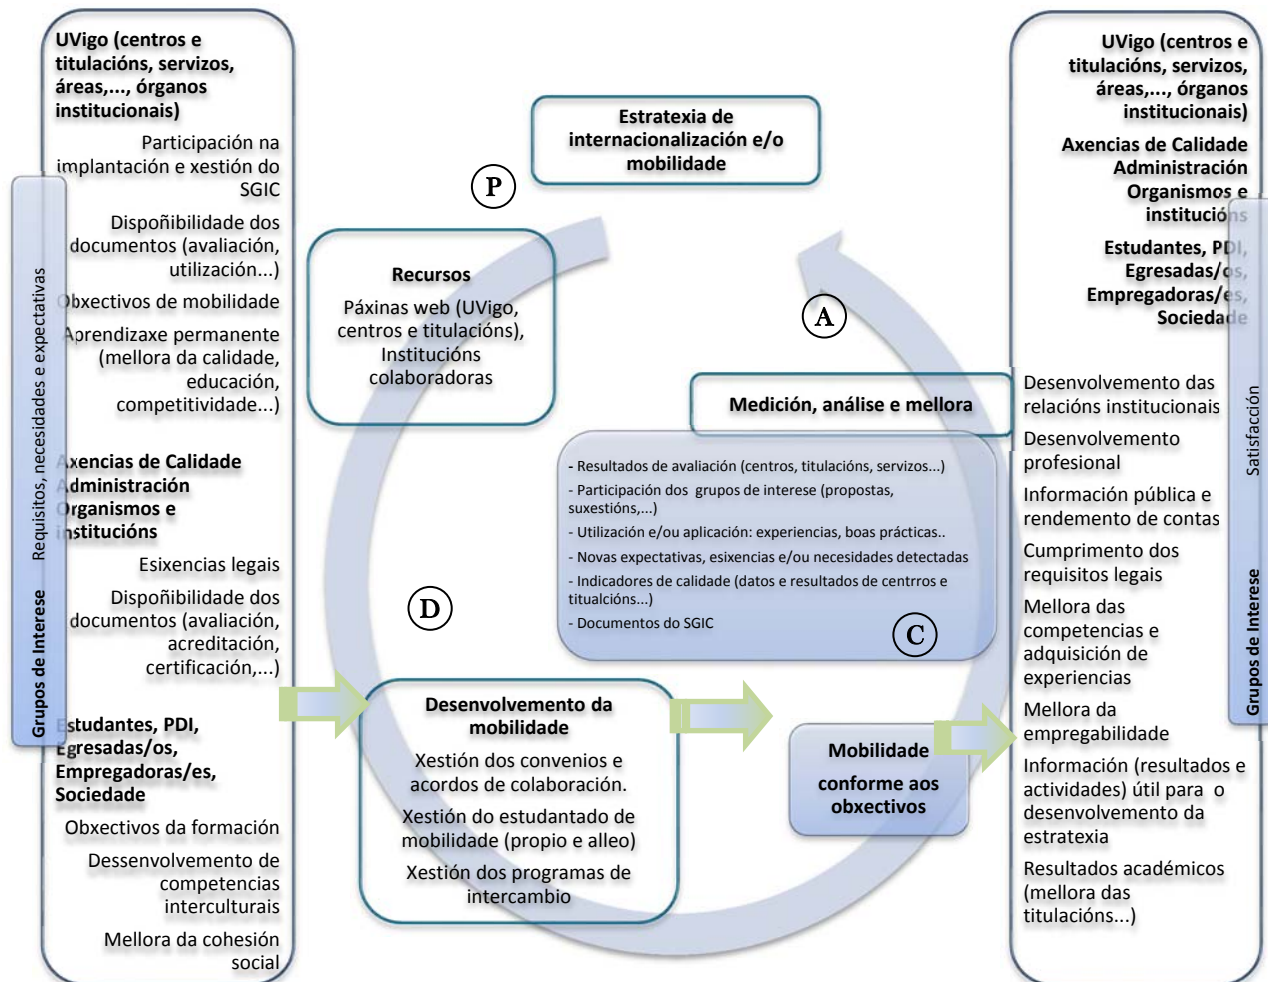 UVigo (centros e
titulacións, servizos,
áreas,..., órganos
institucionais)
Participación na
implantación e xestión do
SGIC
Dispoñibilidade dos
documentos (avaliación,
utilización...)
Obxectivos de mobilidade
Aprendizaxe permanente
(mellora da calidade,
educación,
competitividade...)
Axencias de Calidade
Administración
Organismos e
institucións
Esixencias legais
Dispoñibilidade dos
documentos (avaliación,
acreditación,
certificación,...)
Estudantes, PDI,
Egresadas/os,
Empregadoras/es,
Sociedade
Obxectivos da formación
Dessenvolvemento de
competencias
interculturais
Mellora da cohesión
social
Grupos de Interese Requisitos, necesidades e expectativas
Estratexia de
internacionalización e/o
mobilidade
P
Recursos
Páxinas web (UVigo,
centros e titulacións),
Institucións
colaboradoras
A
Medición, análise e mellora
- Resultados de avaliación (centros, titulacións, servizos...)
- Participación dos grupos de interese (propostas,
suxestións,...)
- Utilización e/ou aplicación: experiencias, boas prácticas..
- Novas expectativas, esixencias e/ou necesidades detectadas
- Indicadores de calidade (datos e resultados de centrros e
titualcións...)
- Documentos do SGIC
C
D
Desenvolvemento da
mobilidade
Xestión dos convenios e
acordos de colaboración.
Xestión do estudantado de
mobilidade (propio e alleo)
Xestión dos programas de
intercambio
Mobilidade
conforme aos
obxectivos
UVigo (centros e
titulacións, servizos,
áreas,..., órganos
institucionais)
Axencias de Calidade
Administración
Organismos e
institucións
Estudantes, PDI,
Egresadas/os,
Empregadoras/es,
Sociedade
Desenvolvemento das
relacións institucionais
Desenvolvemento
profesional
Información pública e
rendemento de contas
Cumprimento dos
requisitos legais
Mellora das
competencias e
adquisición de
experiencias
Mellora da
empregabilidade
Información (resultados e
actividades) útil para o
desenvolvemento da
estratexia
Resultados académicos
(mellora das
titulacións...)
Grupos de Interese Satisfacción